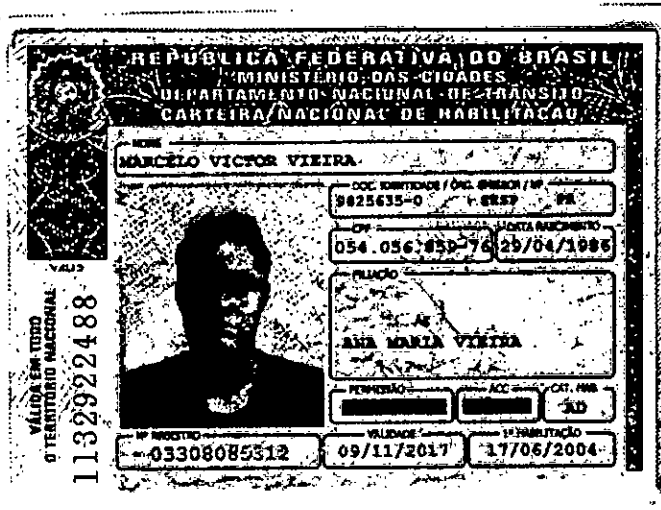 REPÚBLICA FEDERATIVA DO BRASIL
MINISTÉRIO DAS CIDADES
DEPARTAMENTO NACIONAL DE TRÂNSITO
CARTEIRA NACIONAL DE HABILITAÇÃO
NOME
MARCELO VICTOR VIEIRA
DOC. IDENTIDADE / ÓRG. EMISSOR / UF
SESP PR
CPF
DATA NASCIMENTO
054.056.859-76
29/04/1986
FILIAÇÃO
ANA MARIA VIEIRA
PERMISSÃO
ACC
CAT. HAB.
AD
Nº REGISTRO
VALIDADE
1ª HABILITAÇÃO
03308085312
09/11/2017
17/06/2004
VÁLIDA EM TODO
O TERRITÓRIO NACIONAL
1132922488